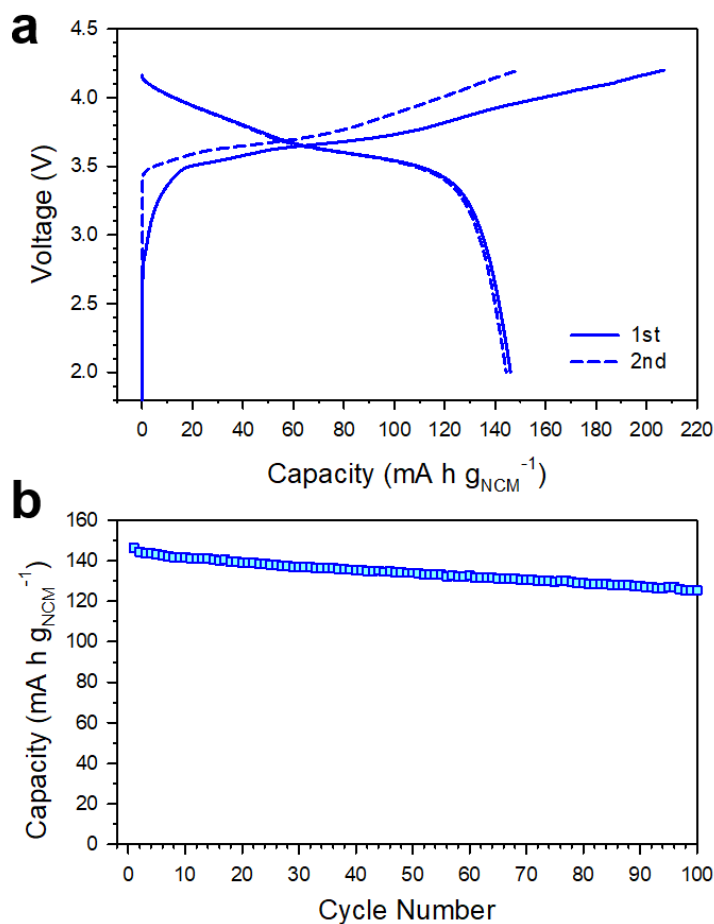 a
4.5
4.0
3.5
3.0
2.5
2.0
Voltage (V)
1st
2nd
0 20 40 60 80 100 120 140 160 180 200 220
Capacity (mA h g_NCM⁻¹)
b
160
140
120
100
80
60
40
20
0
Capacity (mA h g_NCM⁻¹)
0 10 20 30 40 50 60 70 80 90 100
Cycle Number